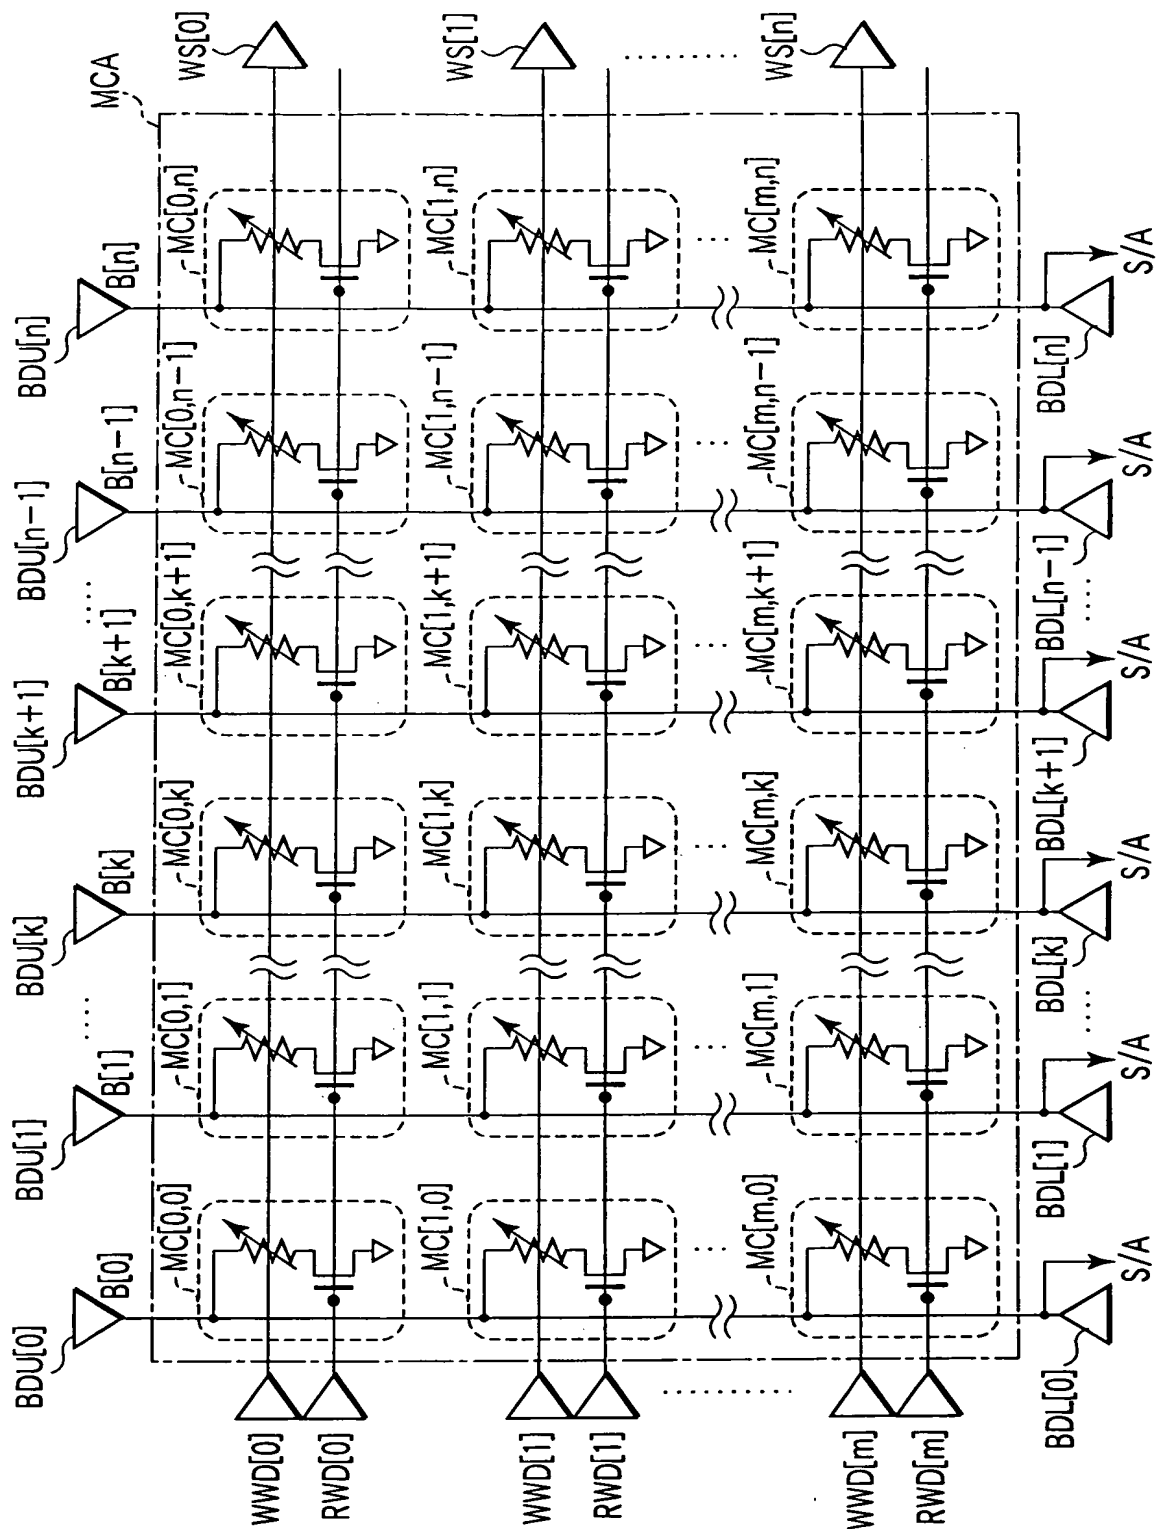 BDU[0]
BDU[1]
BDU[k]
BDU[k+1]
BDU[n-1]
BDU[n]
B[0]
B[1]
B[k]
B[k+1]
B[n-1]
B[n]
MCA
MC[0,0]
MC[0,1]
MC[0,k]
MC[0,k+1]
MC[0,n-1]
MC[0,n]
WS[0]
WWD[0]
RWD[0]
MC[1,0]
MC[1,1]
MC[1,k]
MC[1,k+1]
MC[1,n-1]
MC[1,n]
WS[1]
WWD[1]
RWD[1]
MC[m,0]
MC[m,1]
MC[m,k]
MC[m,k+1]
MC[m,n-1]
MC[m,n]
WS[n]
WWD[m]
RWD[m]
BDL[0]
S/A
BDL[1]
S/A
BDL[k]
S/A
BDL[k+1]
S/A
BDL[n-1]
S/A
BDL[n]
S/A